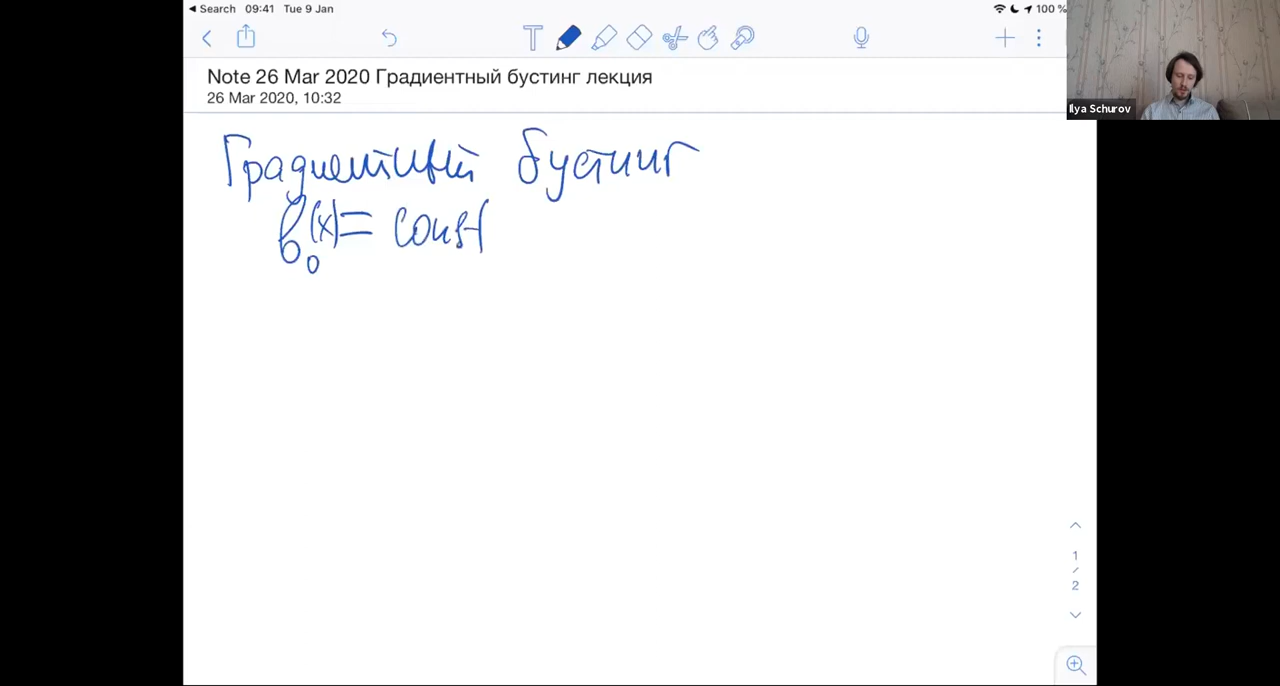 Search 09:41 Tue 9 Jan 100 %
Ilya Schurov
Note 26 Mar 2020 Градиентный бустинг лекция
26 Mar 2020, 10:32
Градиентный бустинг
b₀(x) = const
1
/
2